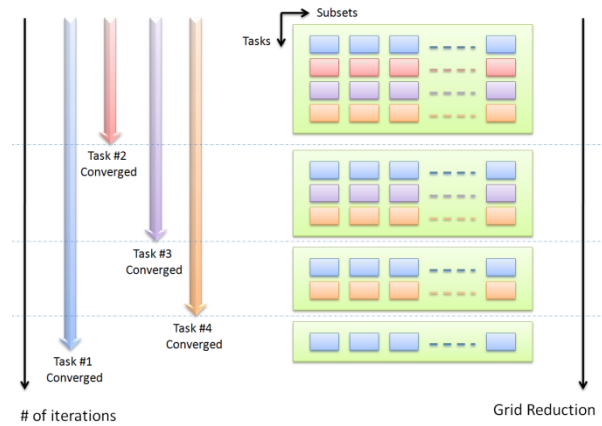 Subsets
Tasks
Task #2
Converged
Task #3
Converged
Task #4
Converged
Task #1
Converged
# of iterations
Grid Reduction